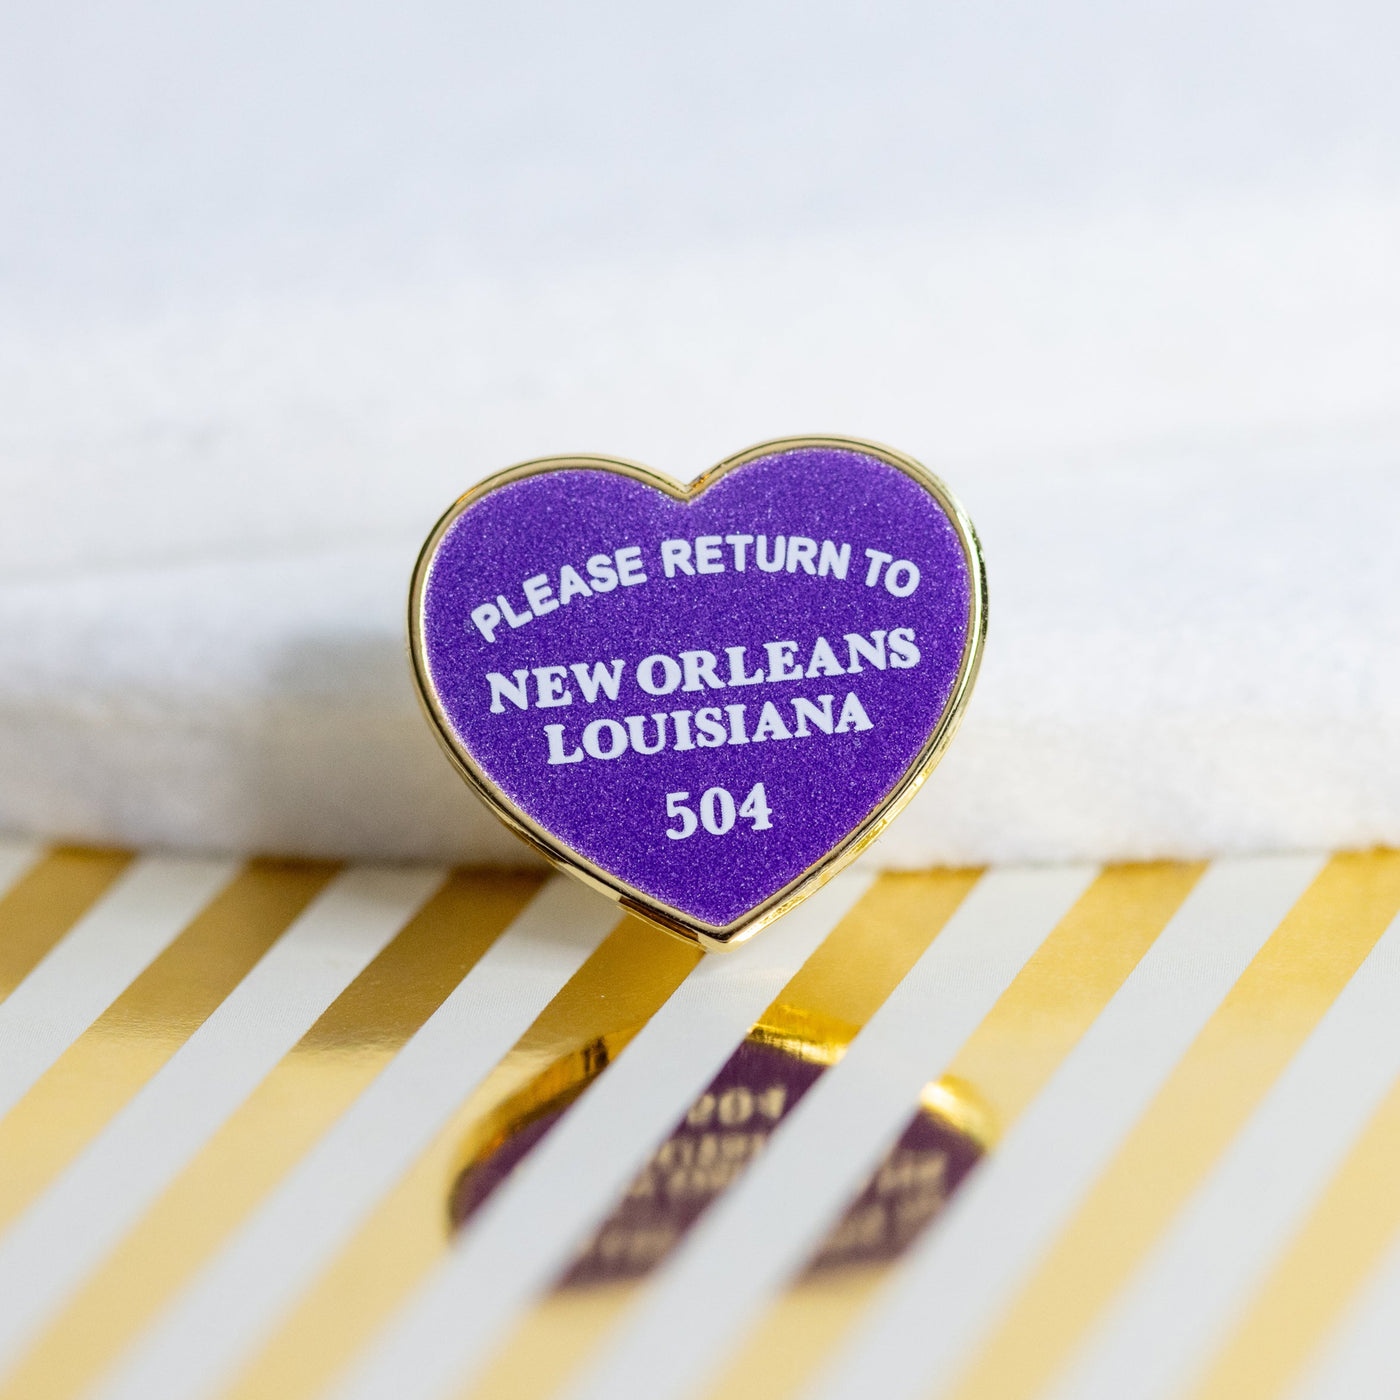 PLEASE RETURN TO
NEW ORLEANS
LOUISIANA
504